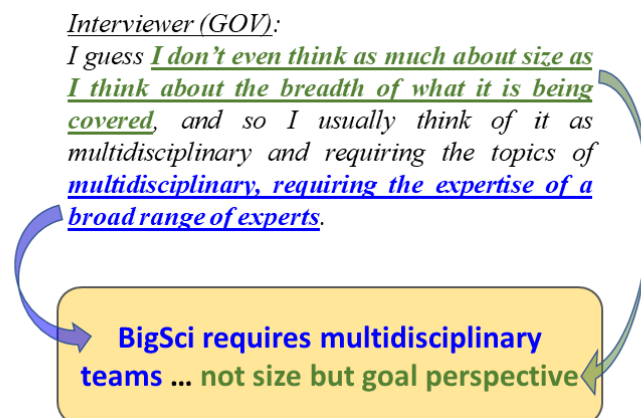 Interviewer (GOV):
I guess I don't even think as much about size as
I think about the breadth of what it is being
covered, and so I usually think of it as
multidisciplinary and requiring the topics of
multidisciplinary, requiring the expertise of a
broad range of experts.
BigSci requires multidisciplinary
teams ... not size but goal perspective